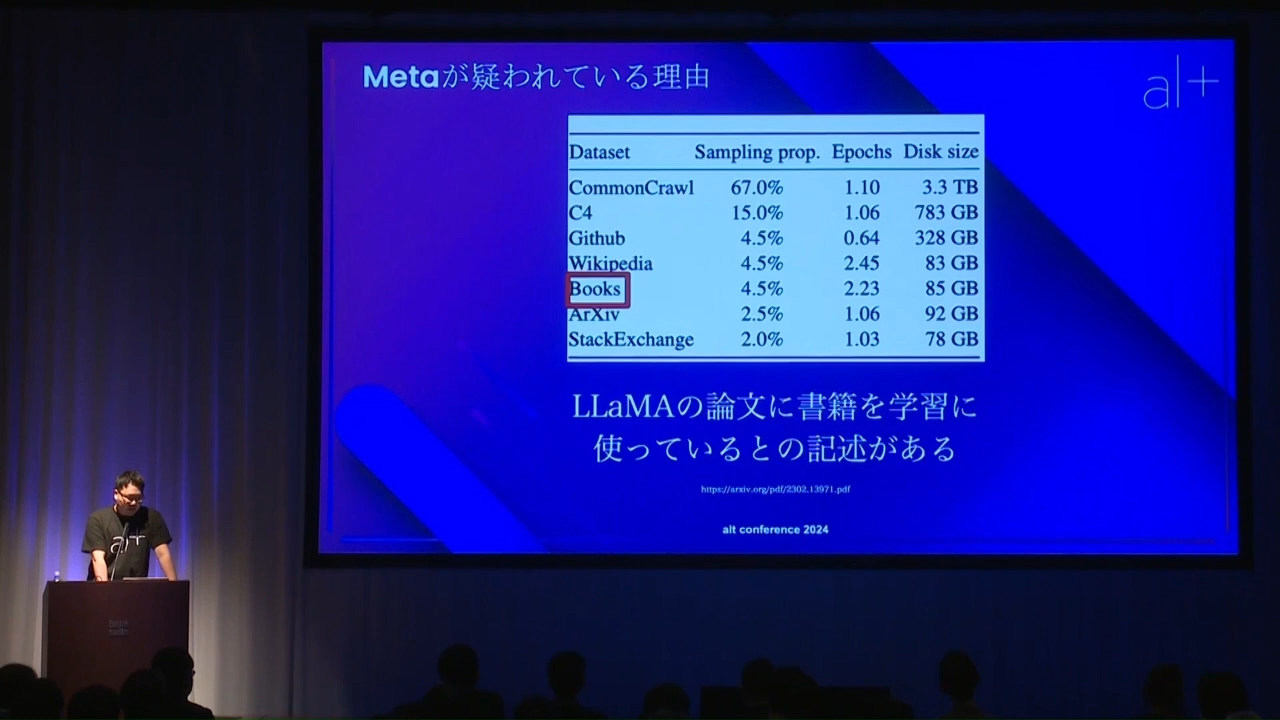 Metaが疑われている理由
al+
Dataset Sampling prop. Epochs Disk size
CommonCrawl 67.0% 1.10 3.3 TB
C4 15.0% 1.06 783 GB
Github 4.5% 0.64 328 GB
Wikipedia 4.5% 2.45 83 GB
Books 4.5% 2.23 85 GB
ArXiv 2.5% 1.06 92 GB
StackExchange 2.0% 1.03 78 GB
LLaMAの論文に書籍を学習に
使っているとの記述がある
https://arxiv.org/pdf/2302.13971.pdf
alt conference 2024
al+